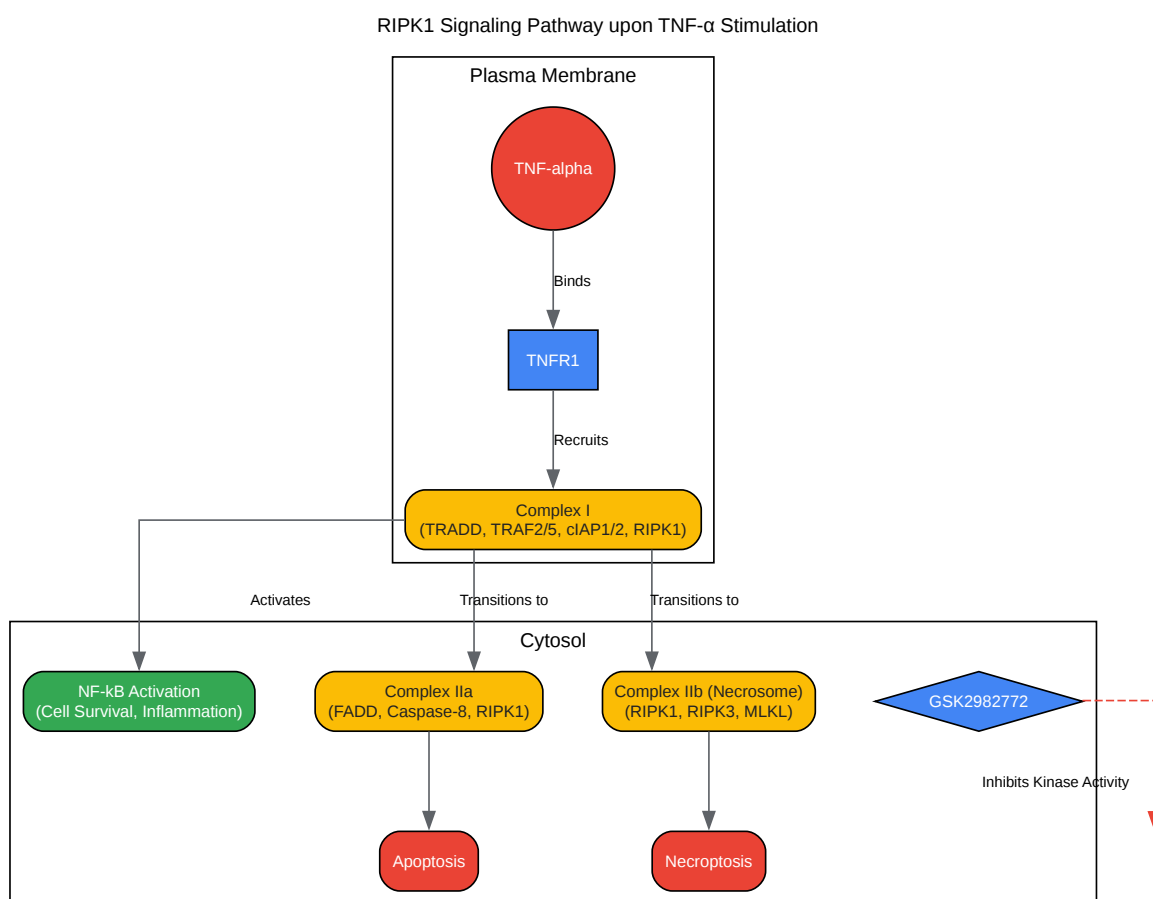 RIPK1 Signaling Pathway upon TNF-α Stimulation
Plasma Membrane
TNF-alpha
Binds
TNFR1
Recruits
Complex I
(TRADD, TRAF2/5, cIAP1/2, RIPK1)
Activates
Transitions to
Transitions to
Cytosol
NF-kB Activation
(Cell Survival, Inflammation)
Complex IIa
(FADD, Caspase-8, RIPK1)
Complex IIb (Necrosome)
(RIPK1, RIPK3, MLKL)
GSK2982772
Inhibits Kinase Activity
Apoptosis
Necroptosis